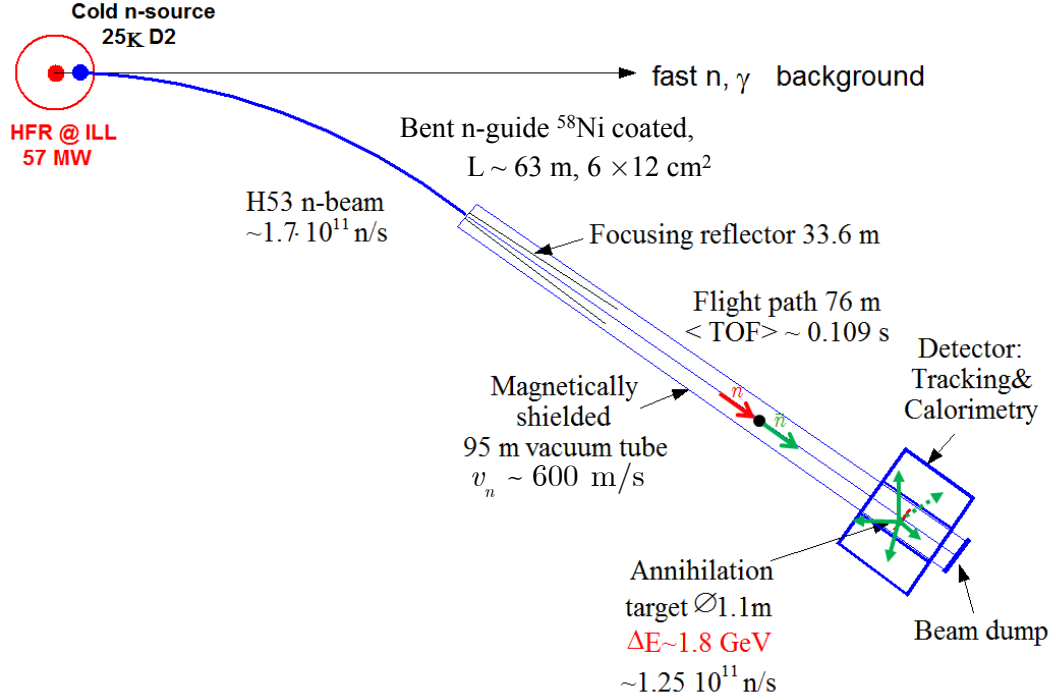 Cold n-source
25K D2
fast n, γ background
HFR @ ILL
57 MW
Bent n-guide ⁵⁸Ni coated,
L ~ 63 m, 6 × 12 cm²
H53 n-beam
~1.7· 10¹¹ n/s
Focusing reflector 33.6 m
Flight path 76 m
< TOF> ~ 0.109 s
Detector:
Tracking&
Calorimetry
Magnetically
shielded
95 m vacuum tube
vₙ ~ 600 m/s
n
n̄
Annihilation
target ∅1.1m
ΔE~1.8 GeV
~1.25 10¹¹ n/s
Beam dump